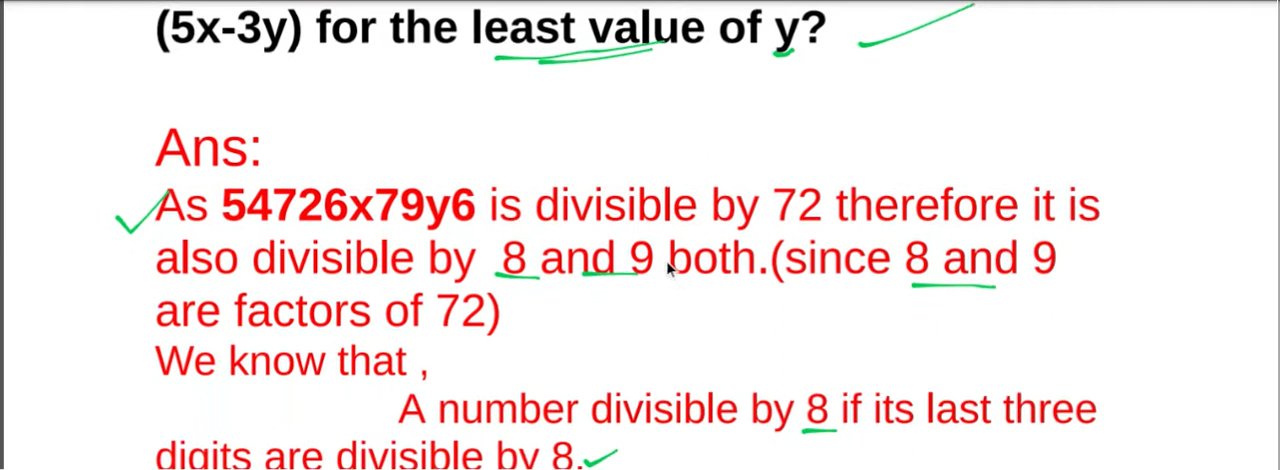 (5x-3y) for the least value of y?
Ans:
As 54726x79y6 is divisible by 72 therefore it is
also divisible by 8 and 9 both.(since 8 and 9
are factors of 72)
We know that ,
A number divisible by 8 if its last three
digits are divisible by 8.